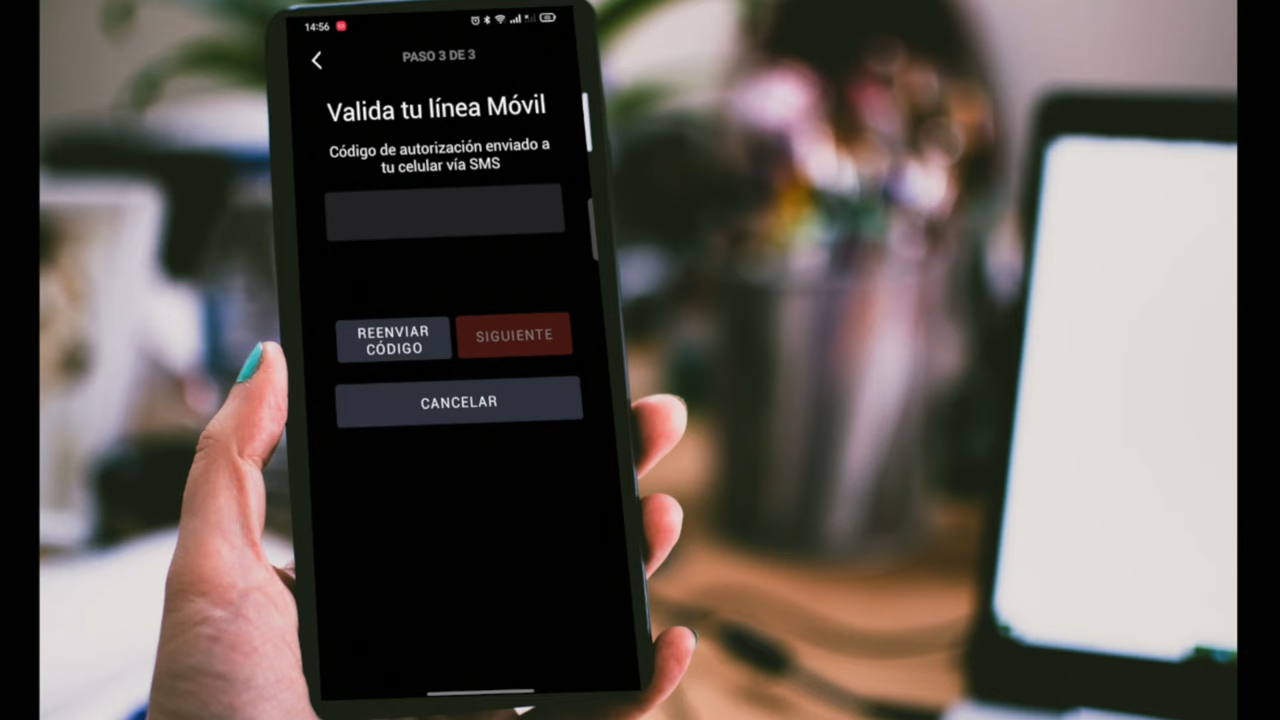 14:56
PASO 3 DE 3
Valida tu línea Móvil
Código de autorización enviado a
tu celular vía SMS
REENVIAR
CÓDIGO
SIGUIENTE
CANCELAR